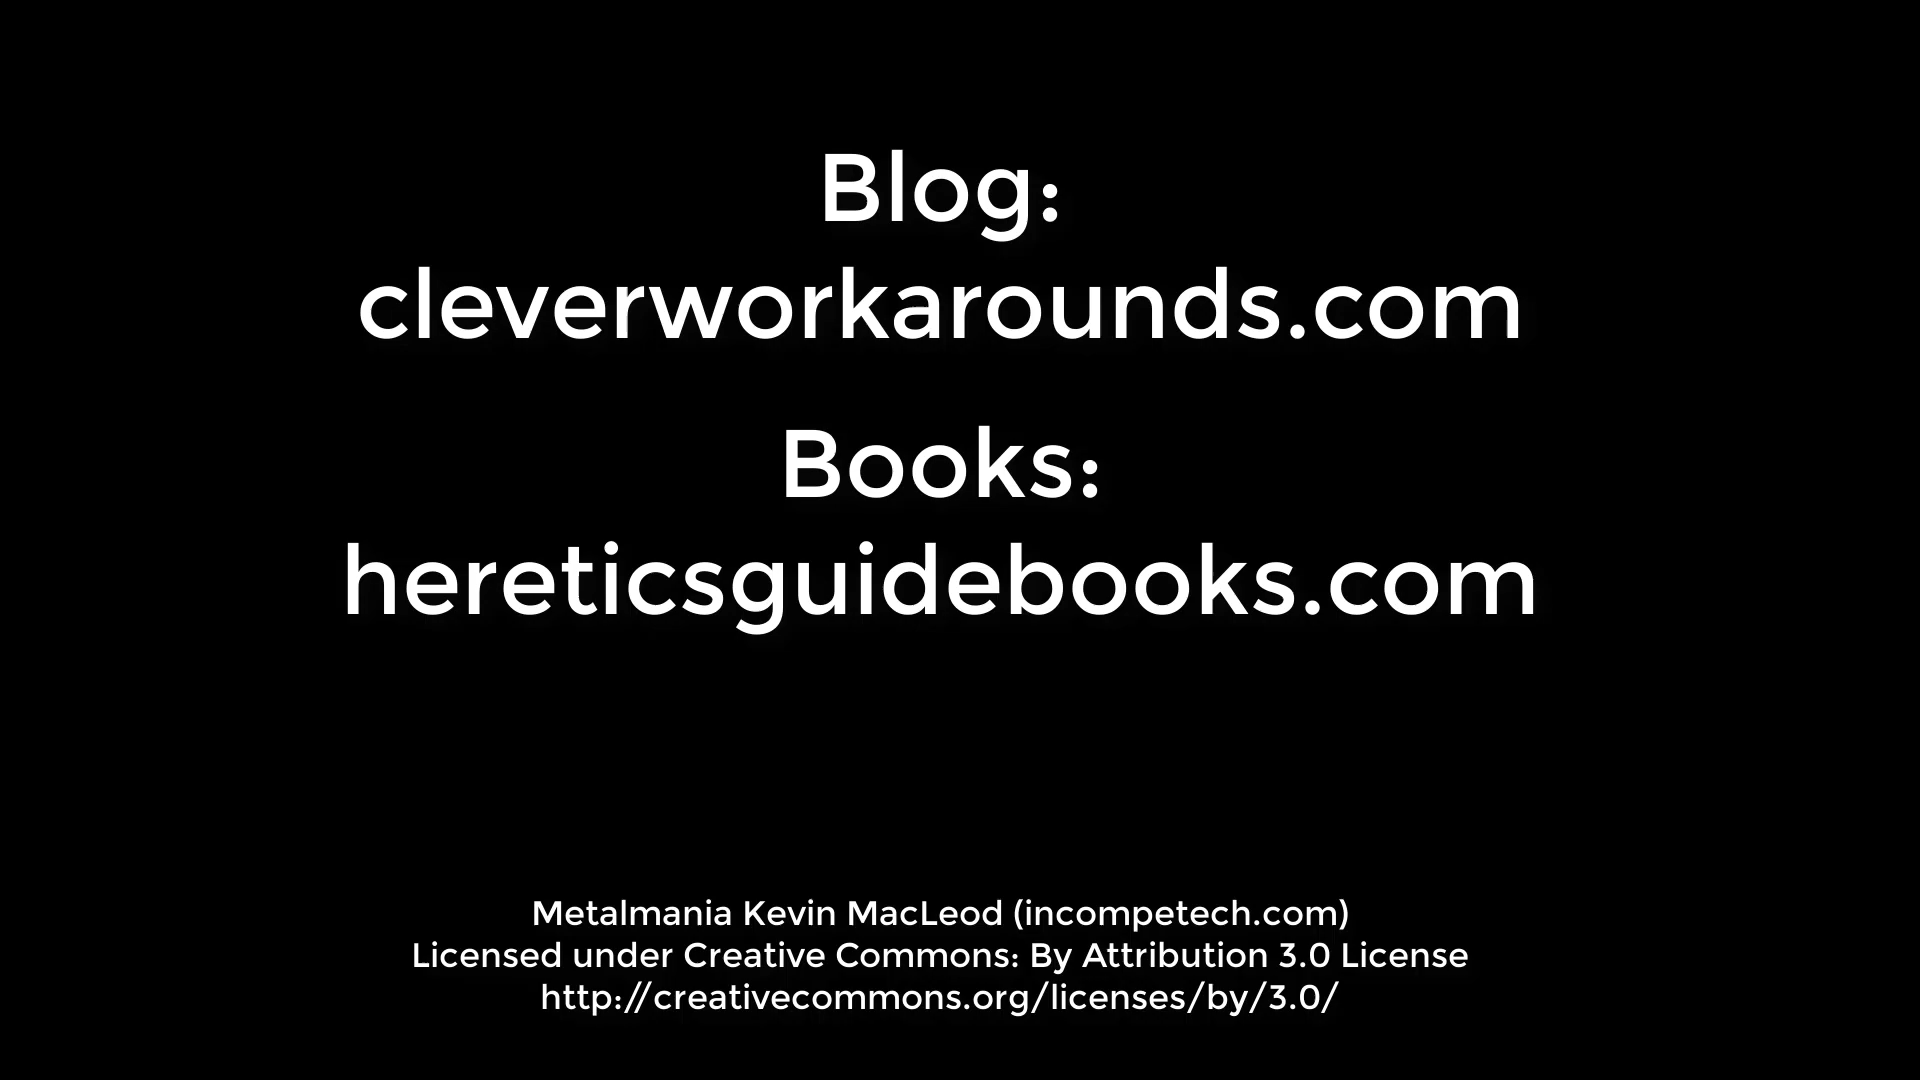 Blog:
cleverworkarounds.com
Books:
hereticsguidebooks.com
Metalmania Kevin MacLeod (incompetech.com)
Licensed under Creative Commons: By Attribution 3.0 License
http://creativecommons.org/licenses/by/3.0/